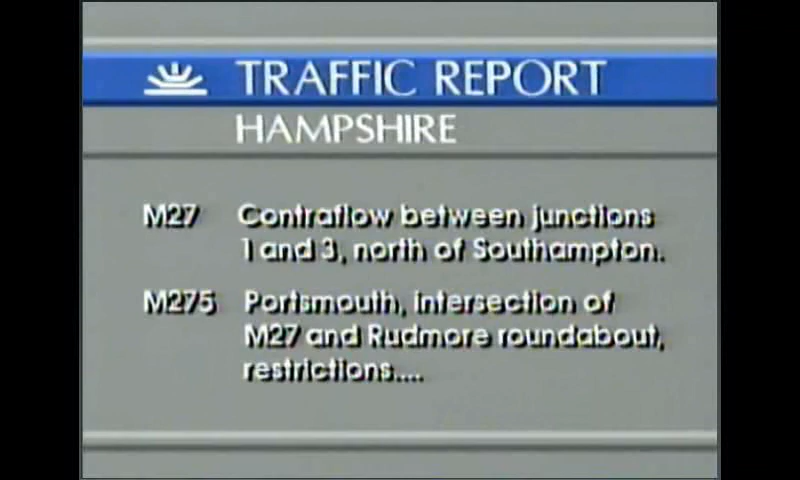 TRAFFIC REPORT
HAMPSHIRE
M27 Contraflow between junctions
1 and 3, north of Southampton.
M275 Portsmouth, intersection of
M27 and Rudmore roundabout,
restrictions....